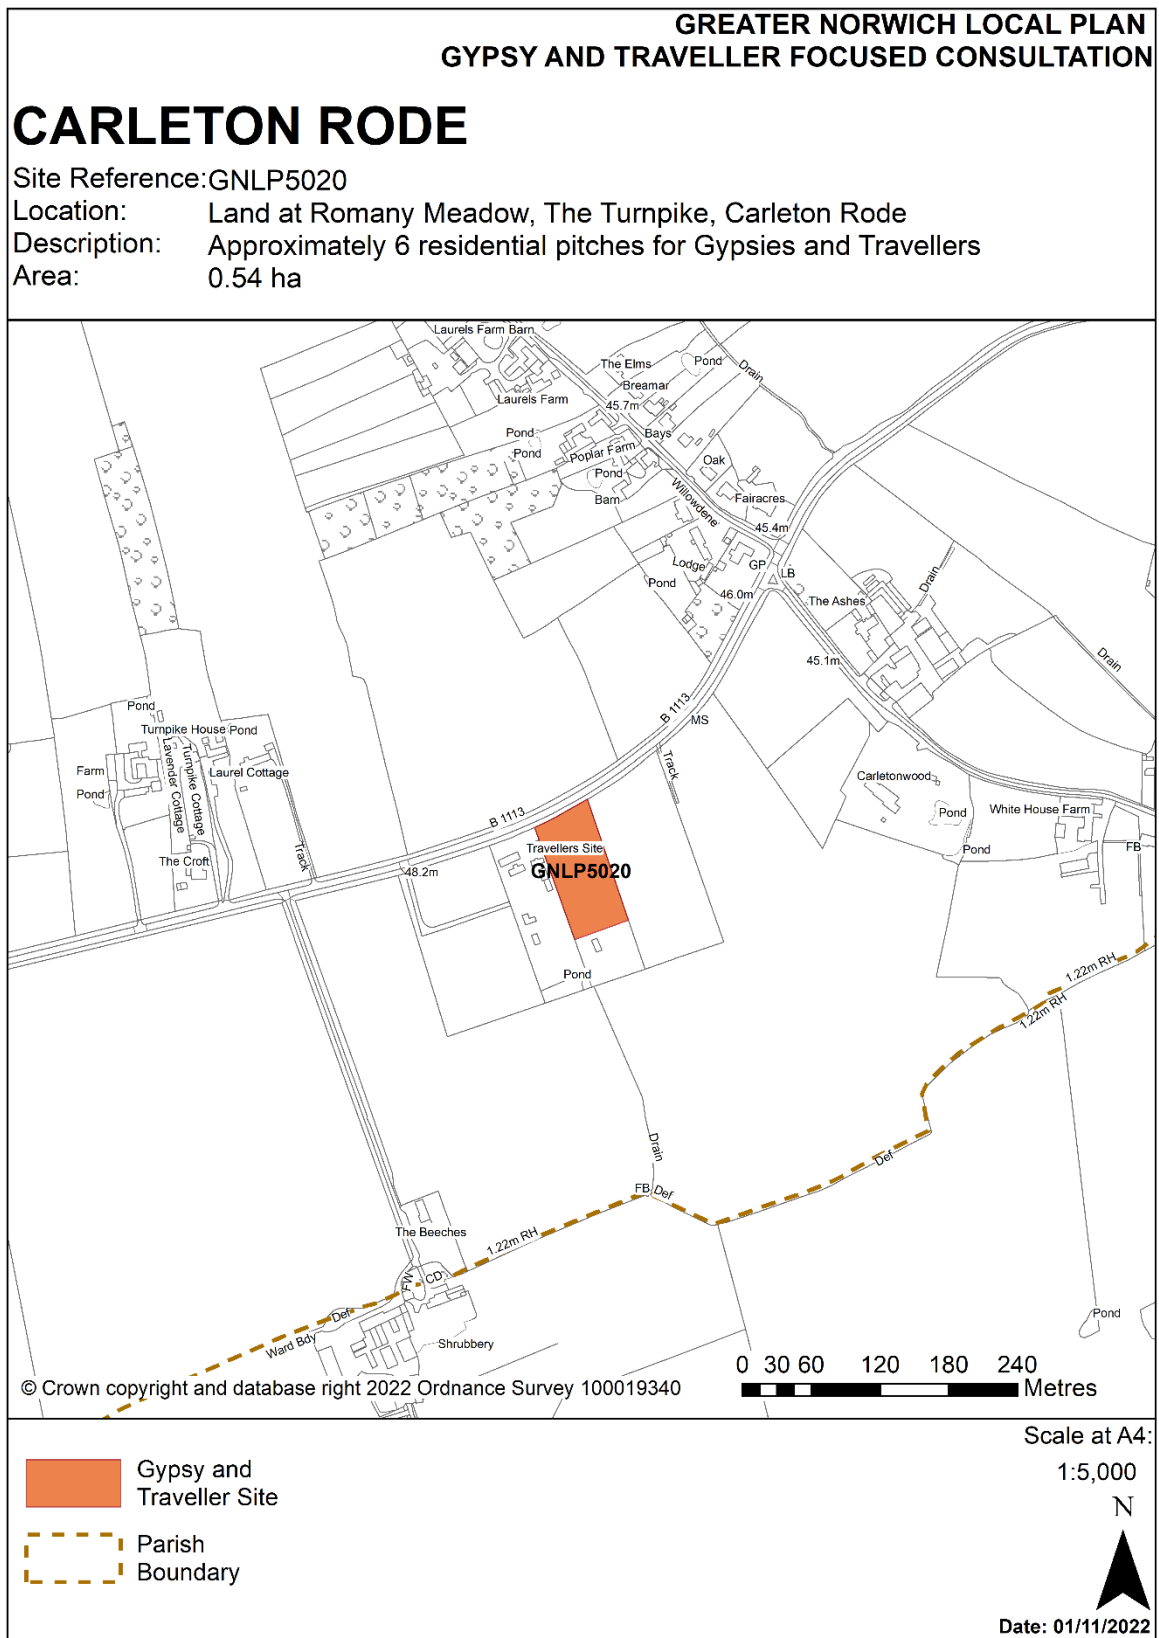 GREATER NORWICH LOCAL PLAN
GYPSY AND TRAVELLER FOCUSED CONSULTATION
CARLETON RODE
Site Reference: GNLP5020
Location: Land at Romany Meadow, The Turnpike, Carleton Rode
Description: Approximately 6 residential pitches for Gypsies and Travellers
Area: 0.54 ha
Laurels Farm Barn
The Elms
Pond
Drain
Breamar
Laurels Farm
45.7m
Pond
Bays
Pond
Poplar Farm
Oak
Pond
Willowdene
Barn
Fairacres
45.4m
Lodge
GP
LB
Pond
46.0m
The Ashes
Drain
45.1m
Drain
Pond
B 1113
MS
Turnpike House
Pond
Lavender Cottage
Turnpike Cottage
Farm
Laurel Cottage
Track
Carletonwood
Pond
B 1113
Pond
White House Farm
Travellers Site
Pond
FB
The Croft
Track
48.2m
GNLP5020
Pond
1.22m RH
1.22m RH
Drain
Def
FB
Def
The Beeches
1.22m RH
FW
CD
Def
Ward Bdy
Shrubbery
Pond
0 30 60 120 180 240
Metres
© Crown copyright and database right 2022 Ordnance Survey 100019340
Scale at A4:
1:5,000
Gypsy and
Traveller Site
N
Parish
Boundary
Date: 01/11/2022